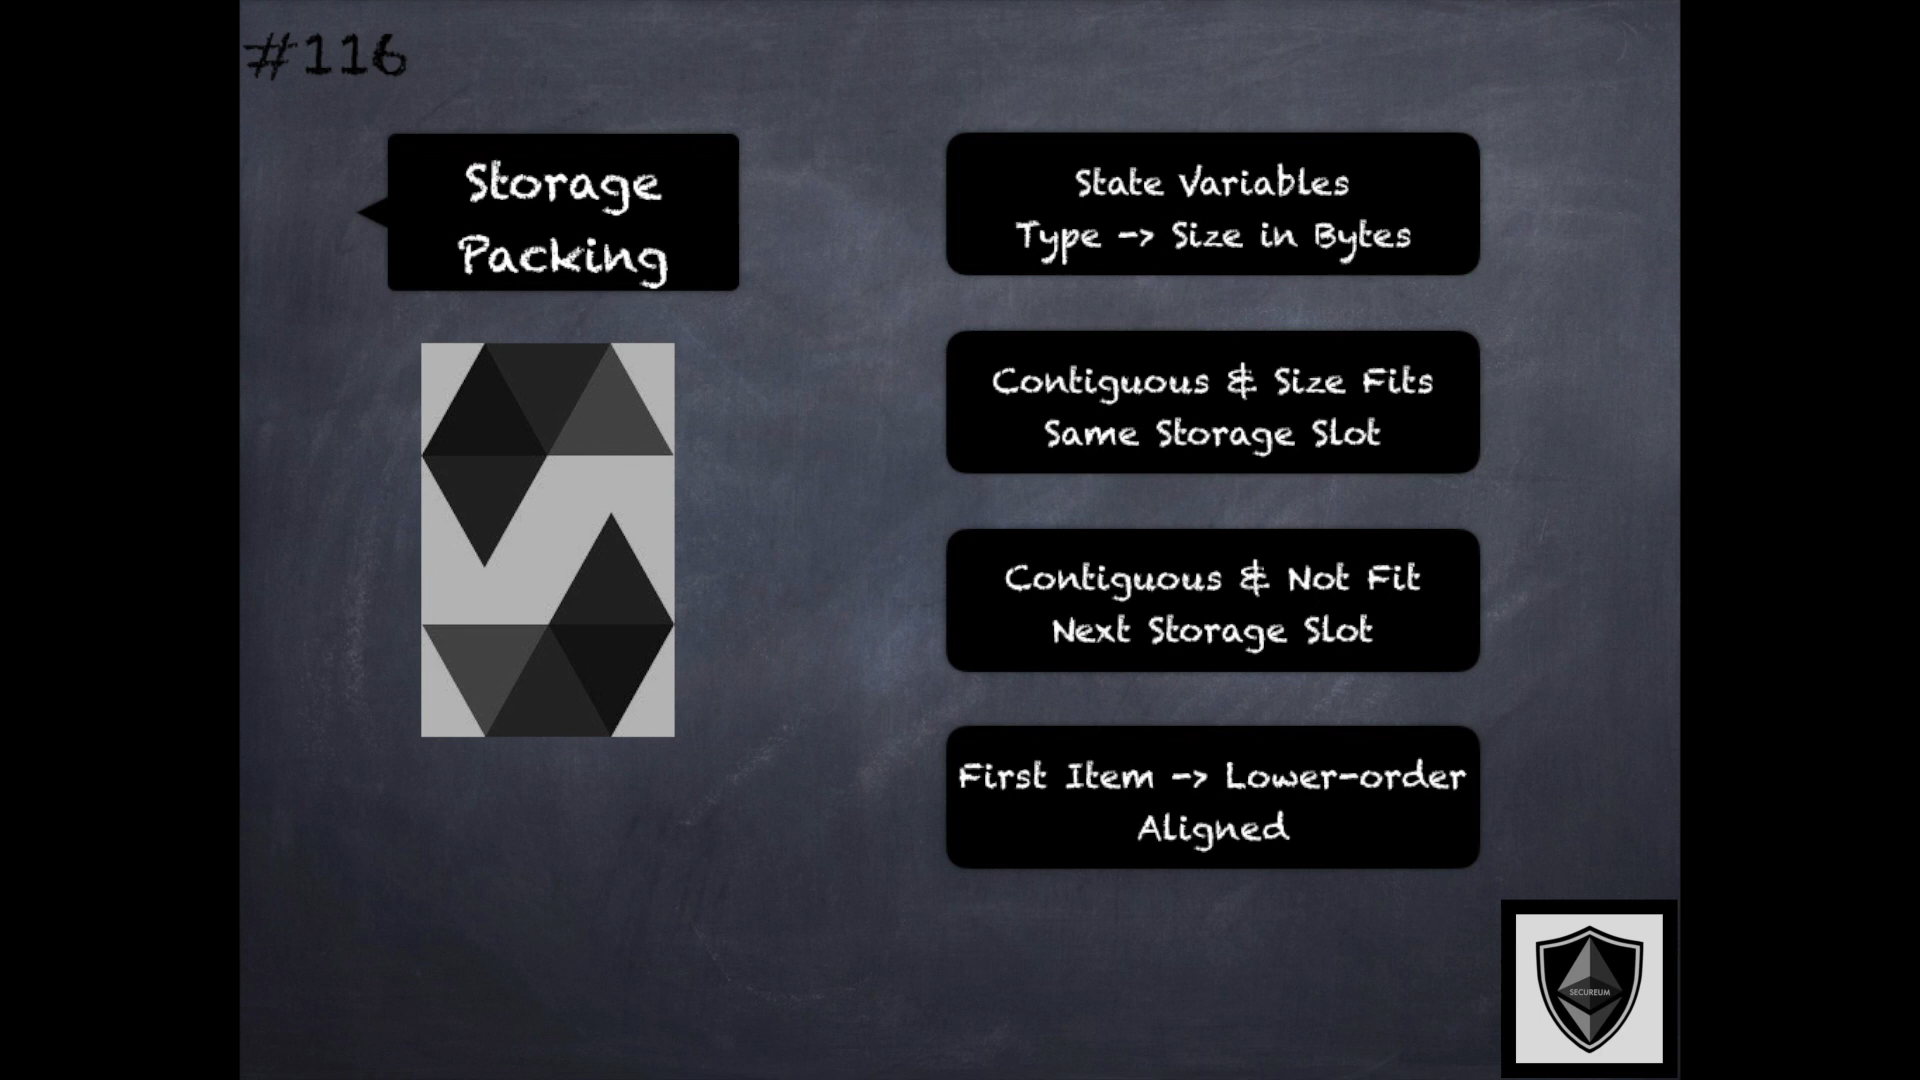 #116
Storage
Packing
State Variables
Type -> Size in Bytes
Contiguous & Size Fits
Same Storage Slot
Contiguous & Not Fit
Next Storage Slot
First Item -> Lower-order
Aligned
SECUREUM